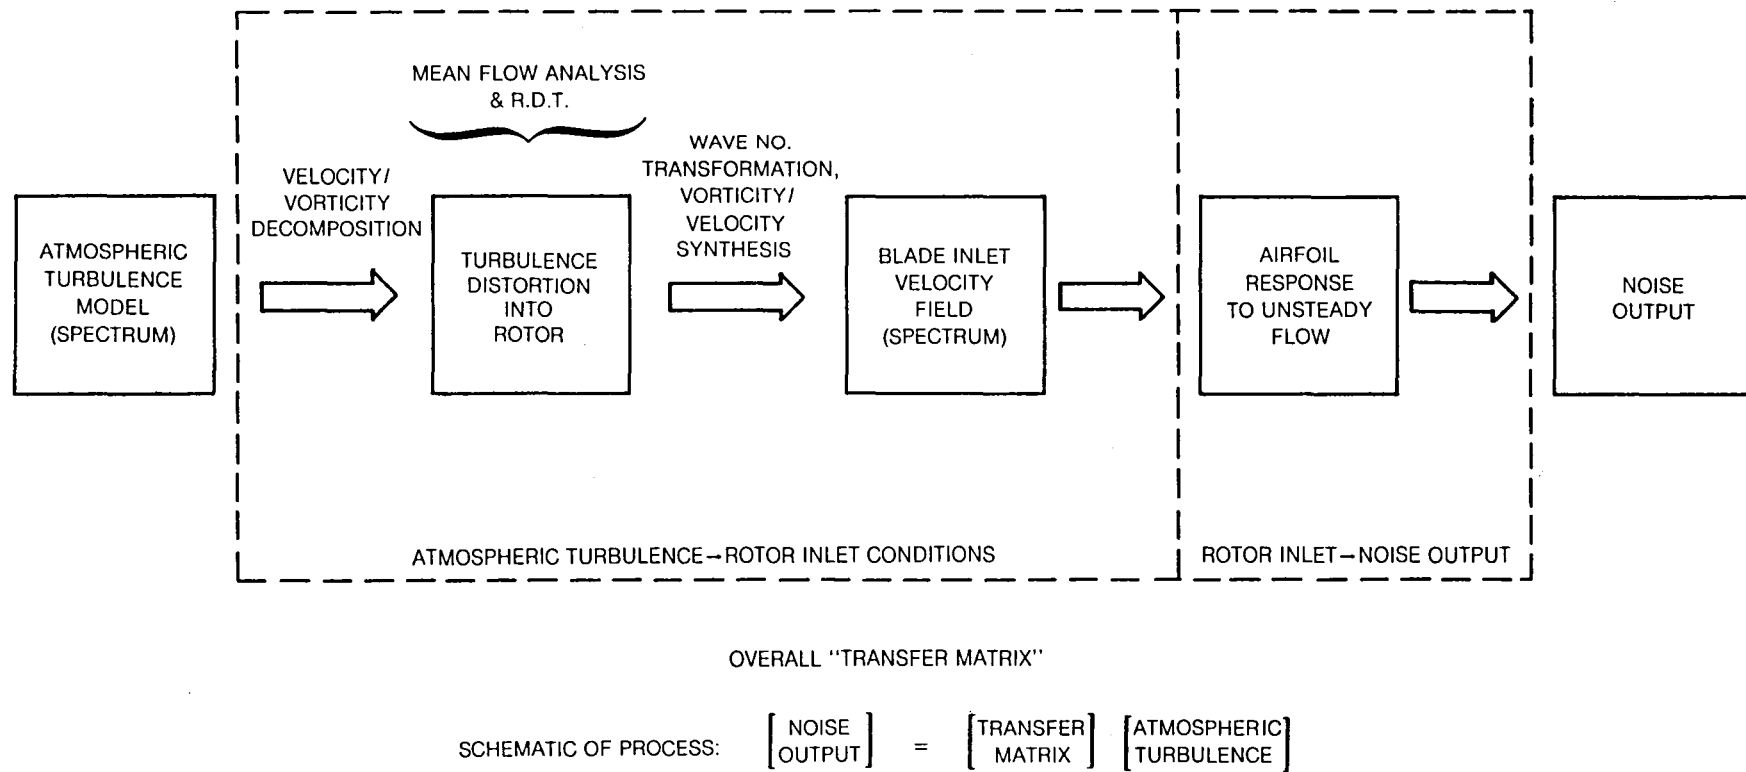 MEAN FLOW ANALYSIS
& R.D.T.
VELOCITY/
VORTICITY
DECOMPOSITION
WAVE NO.
TRANSFORMATION,
VORTICITY/
VELOCITY
SYNTHESIS
ATMOSPHERIC
TURBULENCE
MODEL
(SPECTRUM)
TURBULENCE
DISTORTION
INTO
ROTOR
BLADE INLET
VELOCITY
FIELD
(SPECTRUM)
AIRFOIL
RESPONSE
TO UNSTEADY
FLOW
NOISE
OUTPUT
ATMOSPHERIC TURBULENCE→ROTOR INLET CONDITIONS
ROTOR INLET→NOISE OUTPUT
OVERALL "TRANSFER MATRIX"
SCHEMATIC OF PROCESS:
NOISE
OUTPUT
=
TRANSFER
MATRIX
ATMOSPHERIC
TURBULENCE